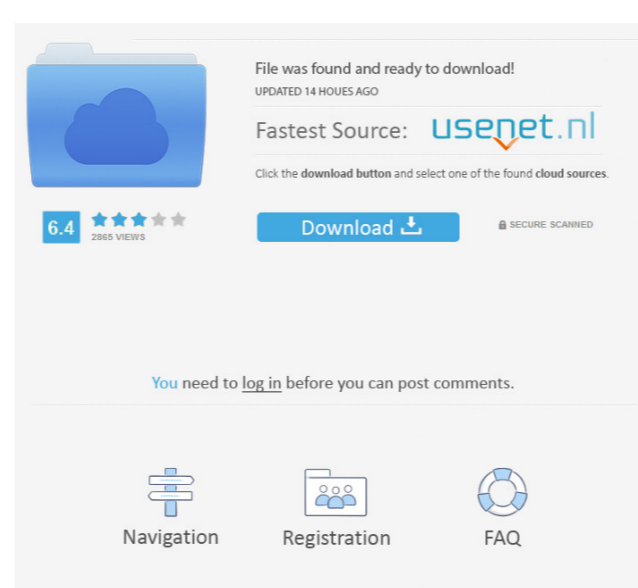 File was found and ready to download!
UPDATED 14 HOUES AGO
Fastest Source: usenet.nl
Click the download button and select one of the found cloud sources.
6.4
2865 VIEWS
Download
SECURE SCANNED
You need to log in before you can post comments.
Navigation
Registration
FAQ